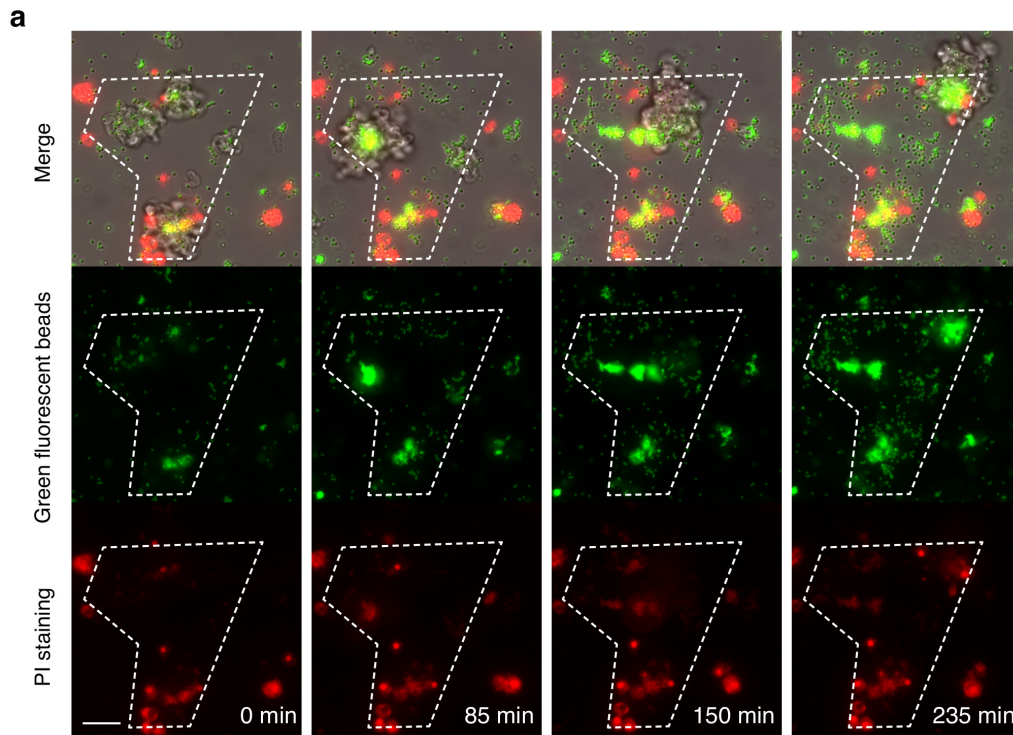 a
Merge
Green fluorescent beads
PI staining
0 min
85 min
150 min
235 min